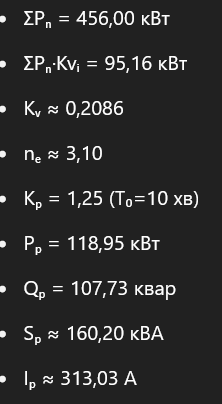 • ΣPₙ = 456,00 кВт
• ΣPₙ·Kvᵢ = 95,16 кВт
• Kᵥ ≈ 0,2086
• nₑ ≈ 3,10
• Kₚ = 1,25 (T₀=10 хв)
• Pₚ = 118,95 кВт
• Qₚ = 107,73 квар
• Sₚ ≈ 160,20 кВА
• Iₚ ≈ 313,03 А